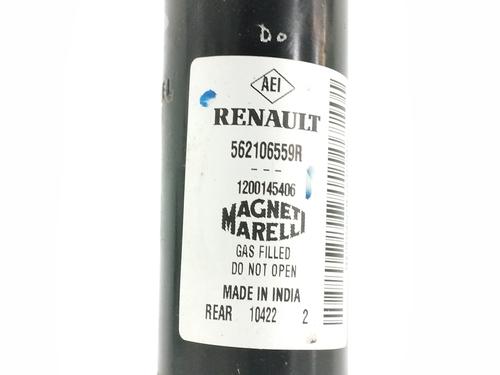 Do
AEI
RENAULT
562106559R
---
1200145406
MAGNETI
MARELLI
GAS FILLED
DO NOT OPEN
MADE IN INDIA
REAR 10422 2